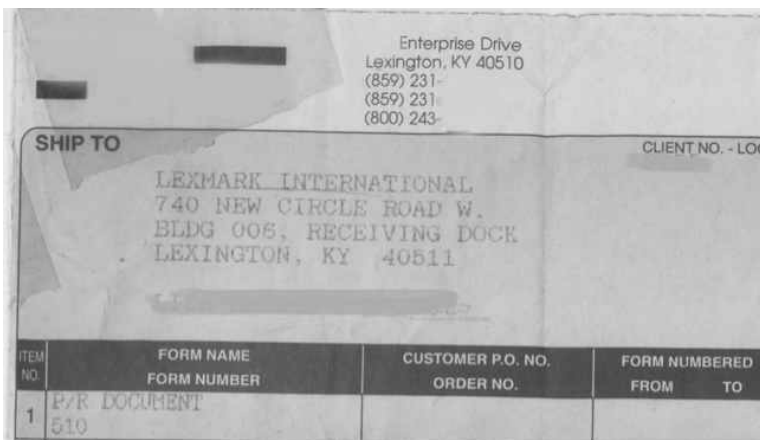 Enterprise Drive
Lexington, KY 40510
(859) 231-
(859) 231
(800) 243-
SHIP TO
CLIENT NO. - LOC
LEXMARK INTERNATIONAL
740 NEW CIRCLE ROAD W.
BLDG 006, RECEIVING DOCK
LEXINGTON, KY 40511
ITEM NO.
FORM NAME
FORM NUMBER
CUSTOMER P.O. NO.
ORDER NO.
FORM NUMBERED
FROM TO
1
P/R DOCUMENT
510